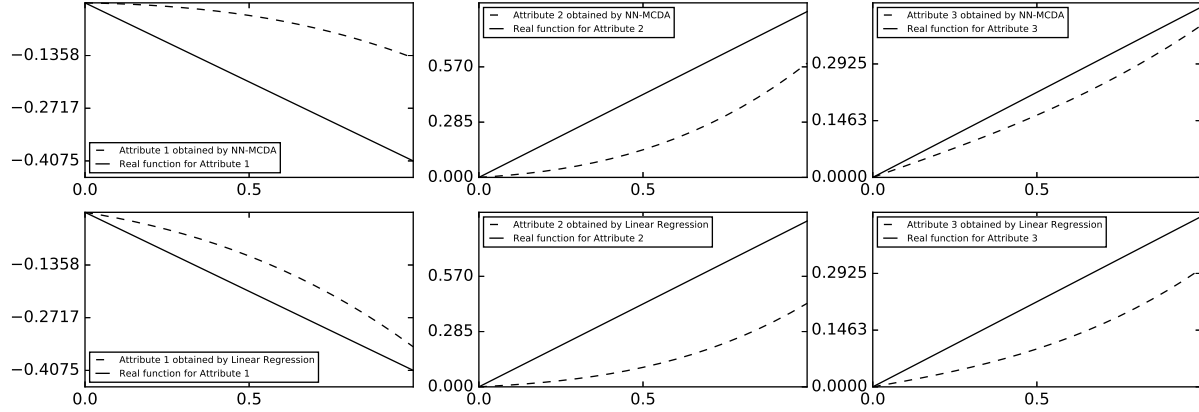 −0.1358
−0.2717
−0.4075
Attribute 1 obtained by NN-MCDA
Real function for Attribute 1
0.0 0.5
0.570
0.285
0.000
Attribute 2 obtained by NN-MCDA
Real function for Attribute 2
0.0 0.5
0.2925
0.1463
0.0000
Attribute 3 obtained by NN-MCDA
Real function for Attribute 3
0.0 0.5
−0.1358
−0.2717
−0.4075
Attribute 1 obtained by Linear Regression
Real function for Attribute 1
0.0 0.5
0.570
0.285
0.000
Attribute 2 obtained by Linear Regression
Real function for Attribute 2
0.0 0.5
0.2925
0.1463
0.0000
Attribute 3 obtained by Linear Regression
Real function for Attribute 3
0.0 0.5